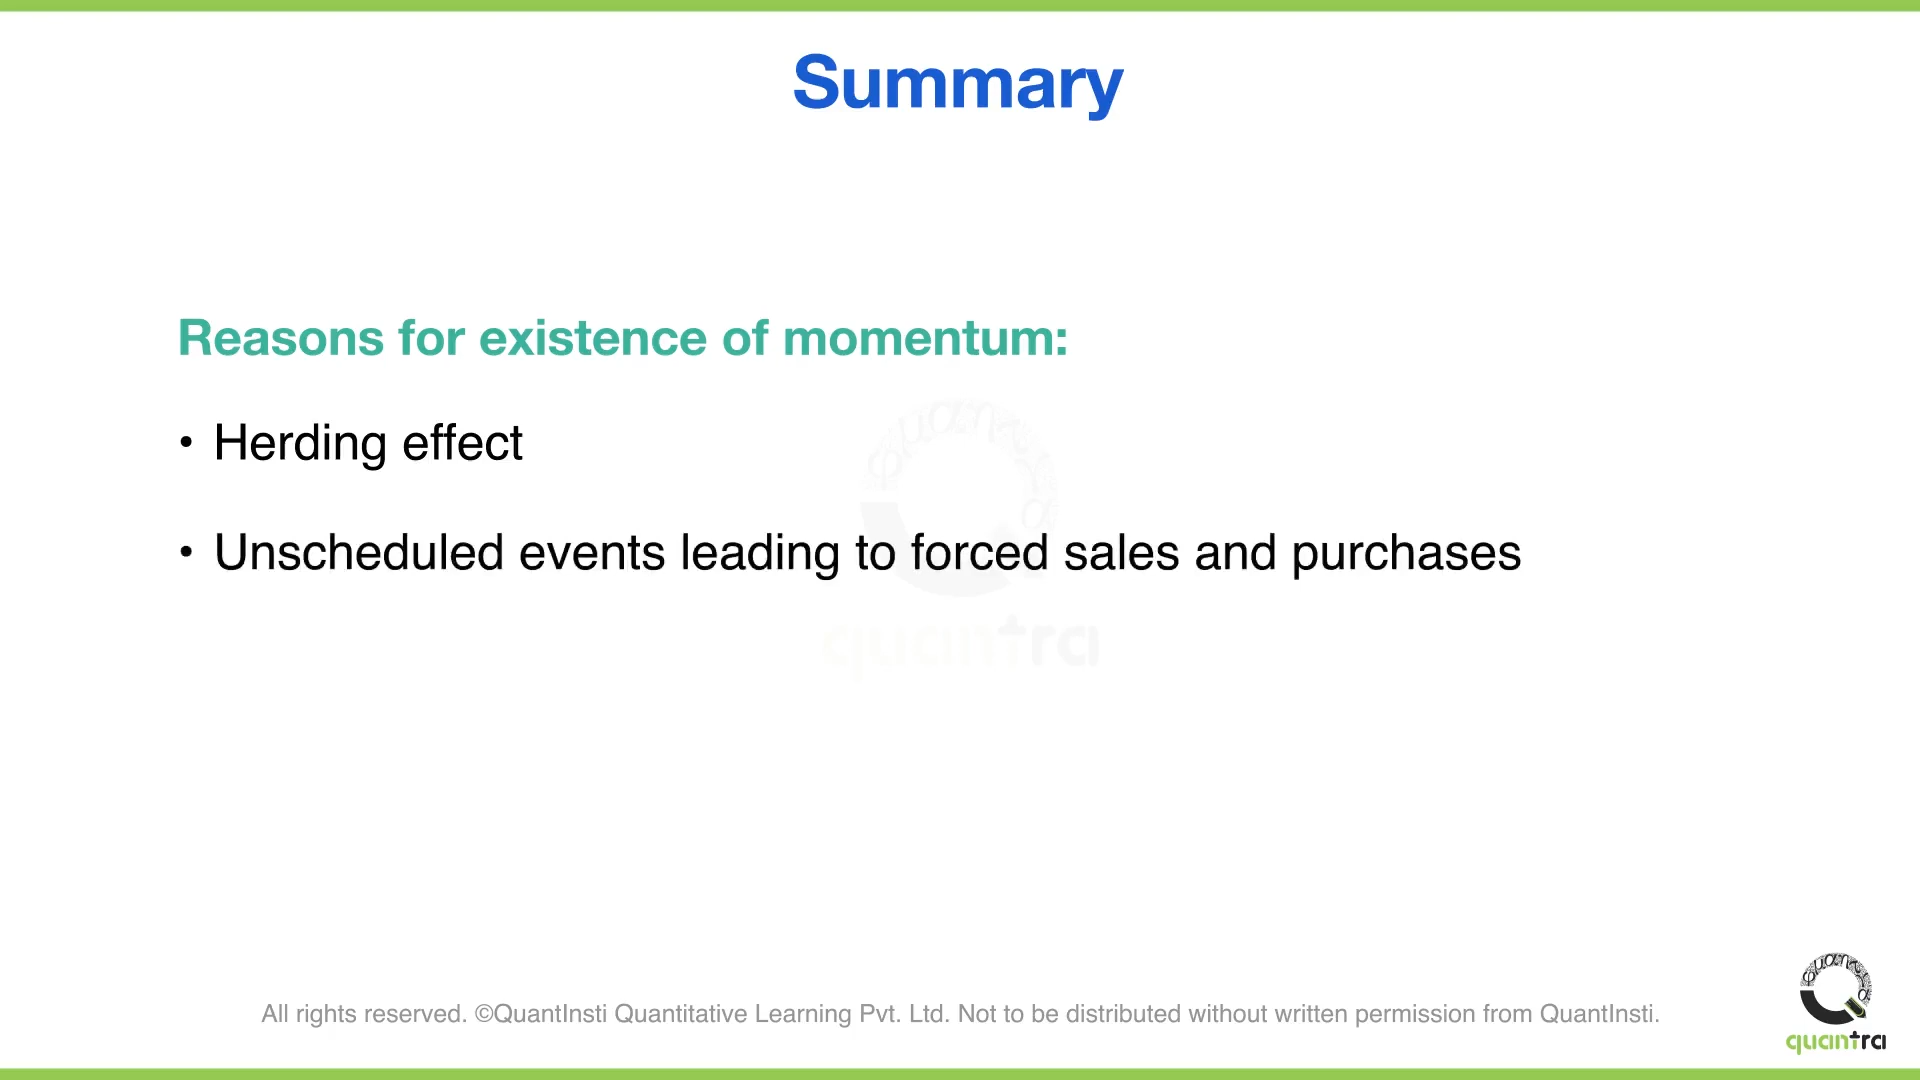 Summary
Reasons for existence of momentum:
• Herding effect
• Unscheduled events leading to forced sales and purchases
quantra
All rights reserved. ©QuantInsti Quantitative Learning Pvt. Ltd. Not to be distributed without written permission from QuantInsti.
quantra